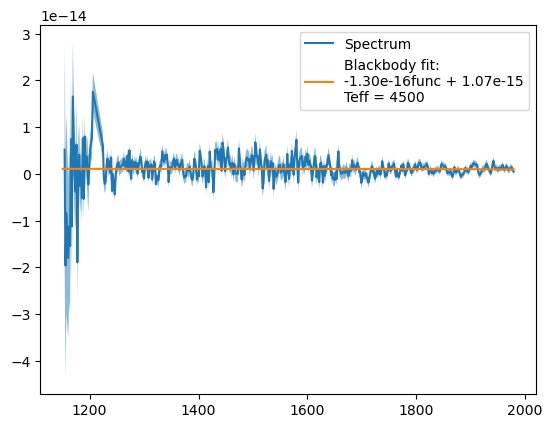 1e−14
3
2
1
0
−1
−2
−3
−4
1200
1400
1600
1800
2000
Spectrum
Blackbody fit:
-1.30e-16func + 1.07e-15
Teff = 4500